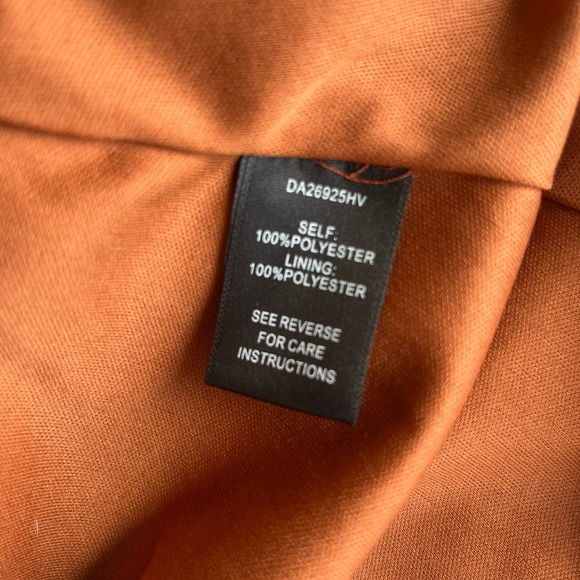 DA26925HV
SELF:
100%POLYESTER
LINING:
100%POLYESTER
SEE REVERSE
FOR CARE
INSTRUCTIONS